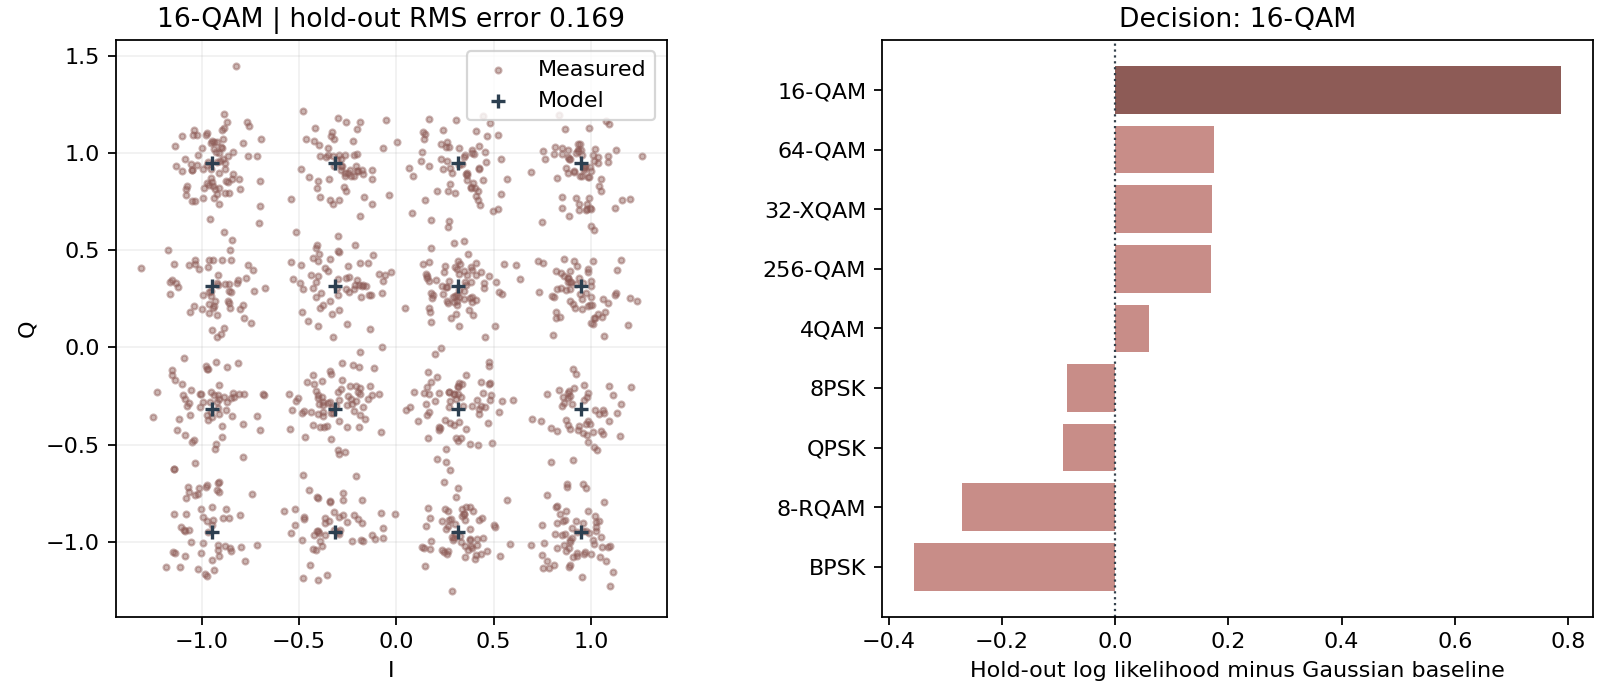 16-QAM | hold-out RMS error 0.169
Measured
Model
1.5
1.0
0.5
0.0
−0.5
−1.0
Q
−1.0
−0.5
0.0
0.5
1.0
I
Decision: 16-QAM
16-QAM
64-QAM
32-XQAM
256-QAM
4QAM
8PSK
QPSK
8-RQAM
BPSK
−0.4
−0.2
0.0
0.2
0.4
0.6
0.8
Hold-out log likelihood minus Gaussian baseline